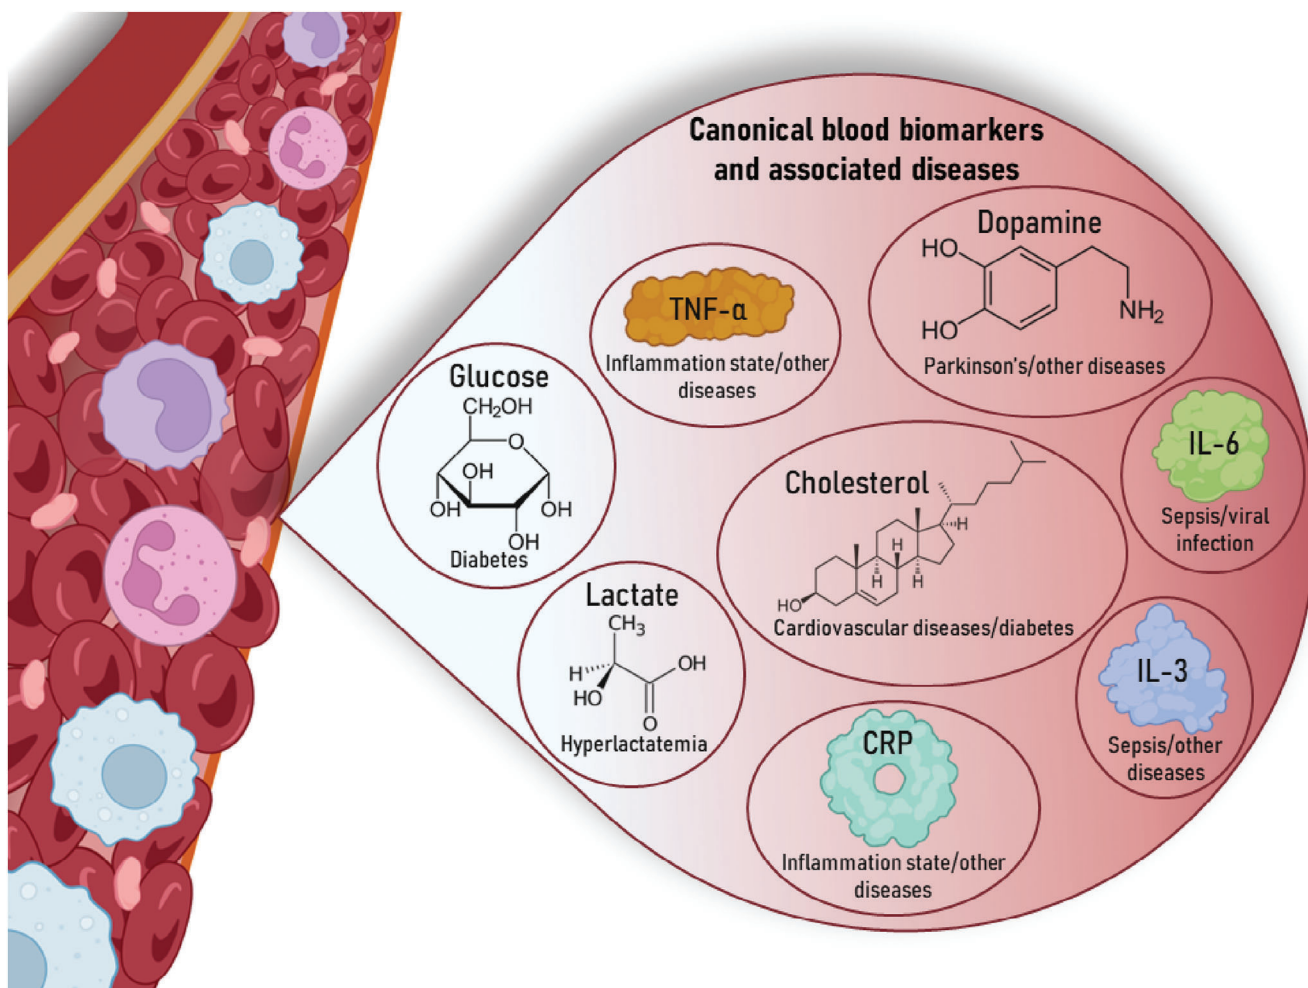 Canonical blood biomarkers
and associated diseases
Dopamine
HO
HO
NH₂
Parkinson's/other diseases
TNF-α
Inflammation state/other
diseases
Glucose
CH₂OH
O
OH
OH
OH
OH
Diabetes
IL-6
Sepsis/viral
infection
Cholesterol
H
H
H
H
HO
Cardiovascular diseases/diabetes
Lactate
CH₃
H
OH
HO
O
Hyperlactatemia
IL-3
Sepsis/other
diseases
CRP
Inflammation state/other
diseases